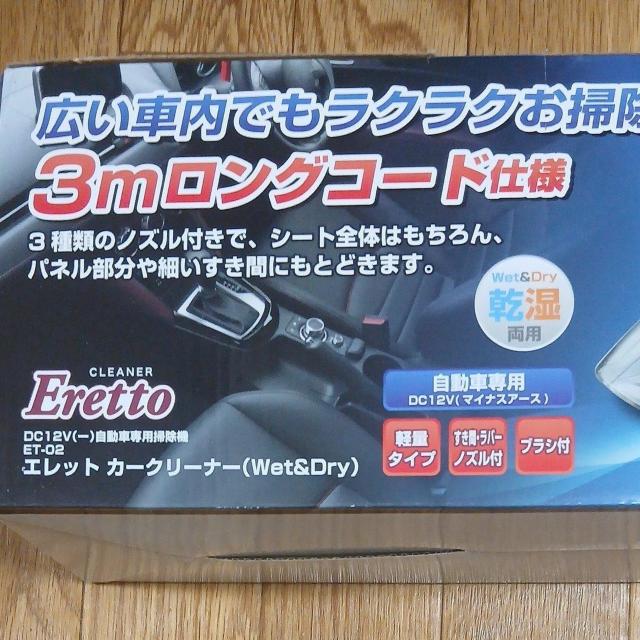 広い車内でもラクラクお掃除
3mロングコード仕様
3種類のノズル付きで、シート全体はもちろん、
パネル部分や細いすき間にもとどきます。
Wet&Dry
乾湿
両用
CLEANER
Eretto
DC12V(ー)自動車専用掃除機
ET-02
エレット カークリーナー(Wet&Dry)
自動車専用
DC12V(マイナスアース)
軽量
タイプ
すき間・ラバー
ノズル付
ブラシ付